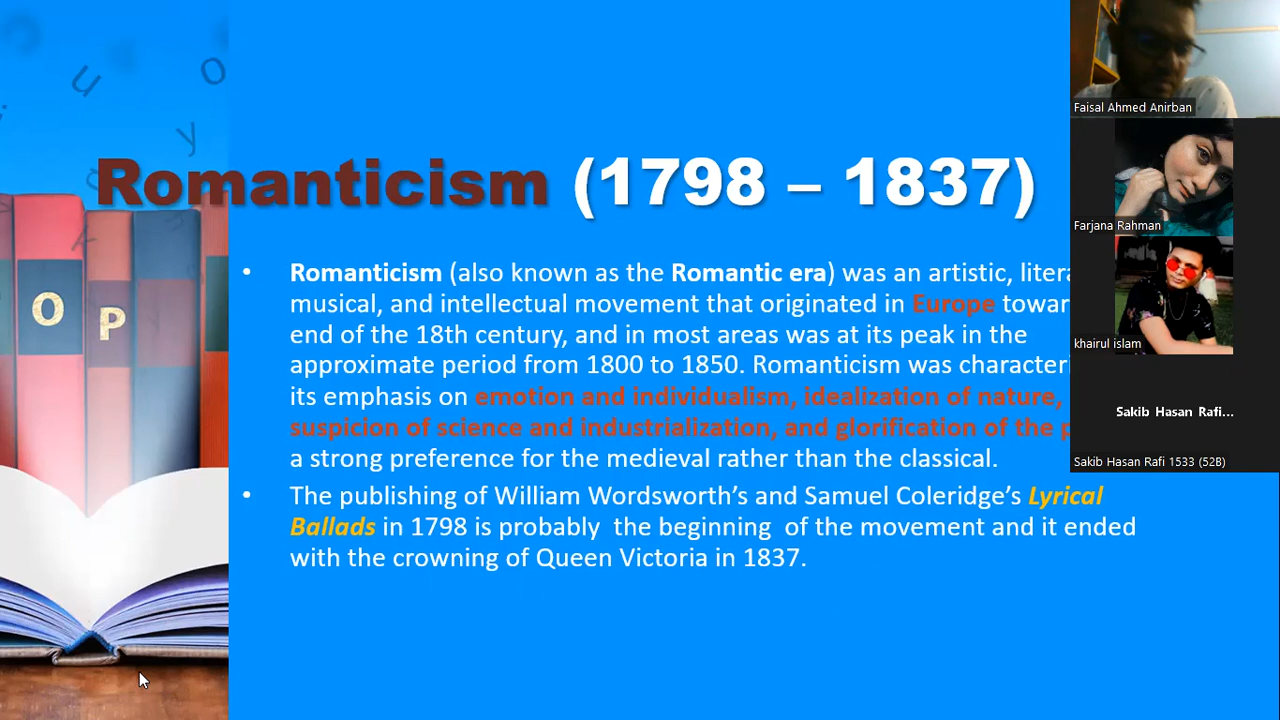 Romanticism (1798 – 1837)
• Romanticism (also known as the Romantic era) was an artistic,
musical, and intellectual movement that originated in Europe
end of the 18th century, and in most areas was at its peak in the
approximate period from 1800 to 1850. Romanticism was
its emphasis on emotion and individualism, idealization of nature,
suspicion of science and industrialization, and glorification of the
a strong preference for the medieval rather than the classical.
• The publishing of William Wordsworth’s and Samuel Coleridge’s Lyrical
Ballads in 1798 is probably the beginning of the movement and it ended
with the crowning of Queen Victoria in 1837.
Faisal Ahmed Anirban
Farjana Rahman
khairul islam
Sakib Hasan Rafi...
Sakib Hasan Rafi 1533 (52B)
u
o
y
k
O
P